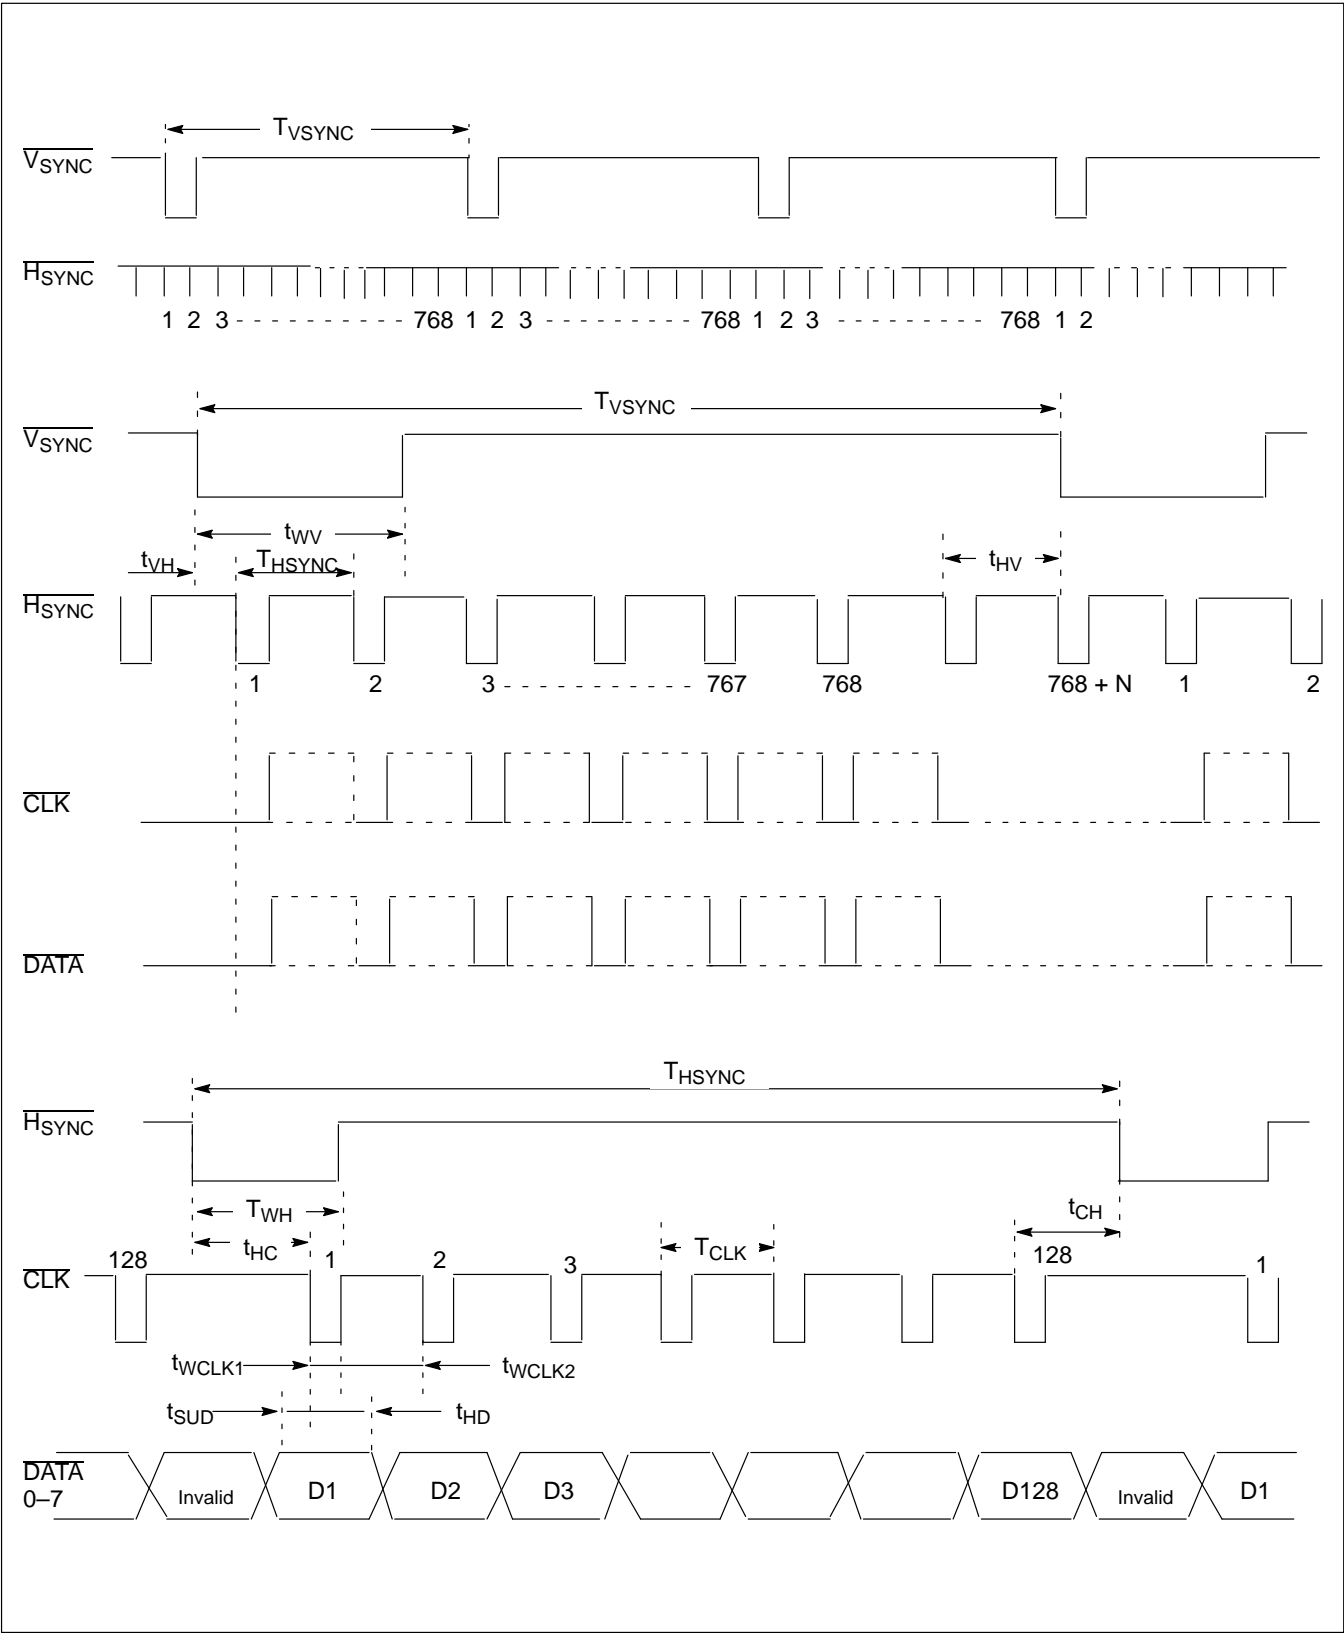 TVSYNC
VSYNC
HSYNC
1 2 3 - - - - - - - - - - - - - 768 1 2 3 - - - - - - - - - - - - 768 1 2 3 - - - - - - - - - - - 768 1 2
TVSYNC
VSYNC
tWV
tVH THSYNC tHV
HSYNC
1 2 3 - - - - - - - - - - - - - - - 767 768 768 + N 1 2
CLK
DATA
THSYNC
HSYNC
TWH tCH
tHC TCLK
128 1 2 3 128 1
CLK
tWCLK1 tWCLK2
tSUD tHD
DATA
0–7
Invalid D1 D2 D3 D128 Invalid D1